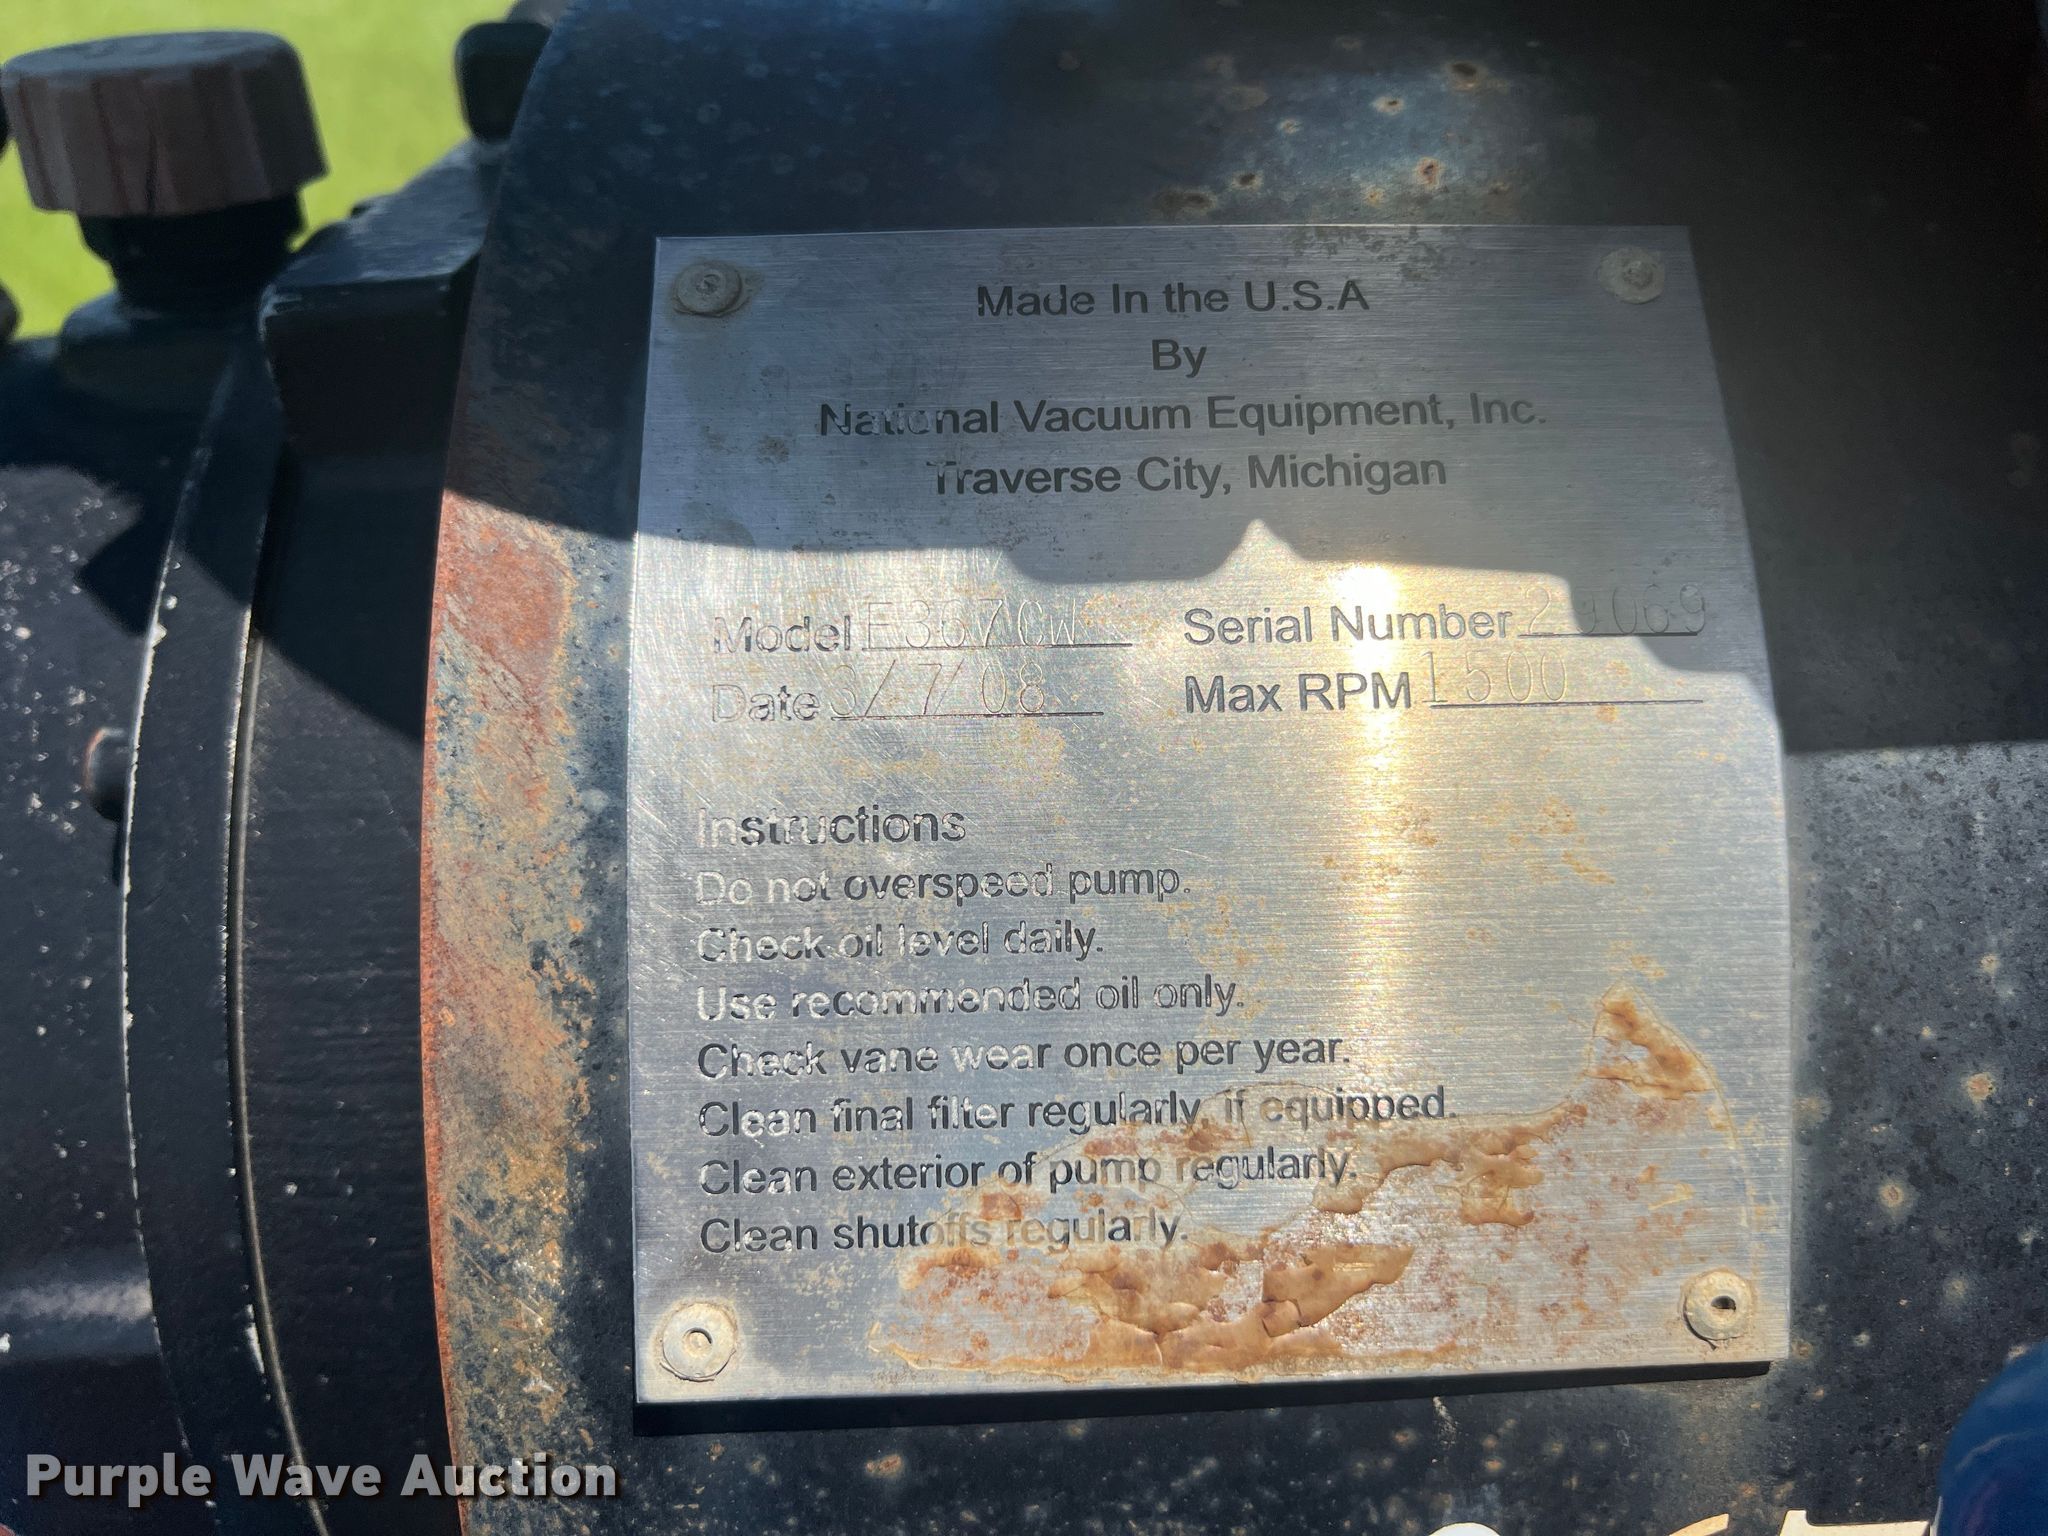 Made In the U.S.A
By
National Vacuum Equipment, Inc.
Traverse City, Michigan
Model E367CW Serial Number
Date 3/7/08 Max RPM 1500
Instructions
Do not overspeed pump.
Check oil level daily.
Use recommended oil only.
Check vane wear once per year.
Clean final filter regularly, if equipped.
Clean exterior of pump regularly.
Clean shutoffs regularly.
Purple Wave Auction